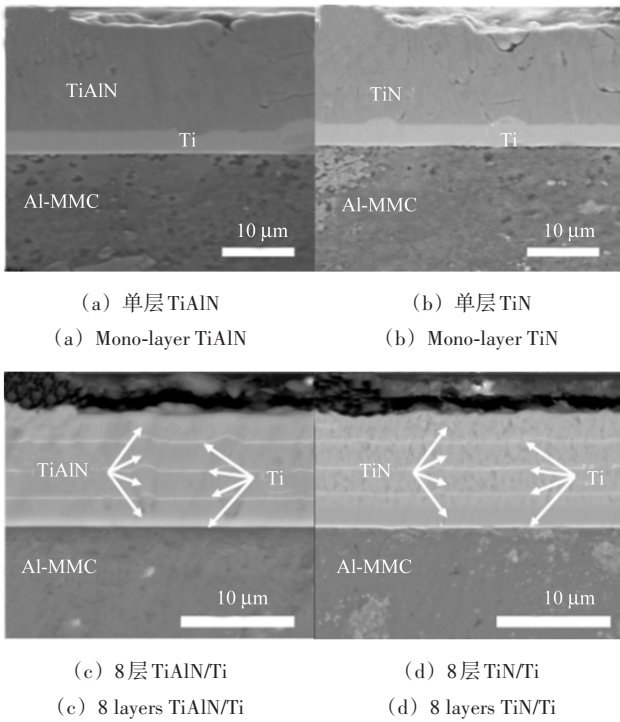 TiAlN
Ti
Al-MMC
10 μm
TiN
Ti
Al-MMC
10 μm
(a) 单层 TiAlN
(a) Mono-layer TiAlN
(b) 单层 TiN
(b) Mono-layer TiN
TiAlN
Ti
Al-MMC
10 μm
TiN
Ti
Al-MMC
10 μm
(c) 8层 TiAlN/Ti
(c) 8 layers TiAlN/Ti
(d) 8层 TiN/Ti
(d) 8 layers TiN/Ti